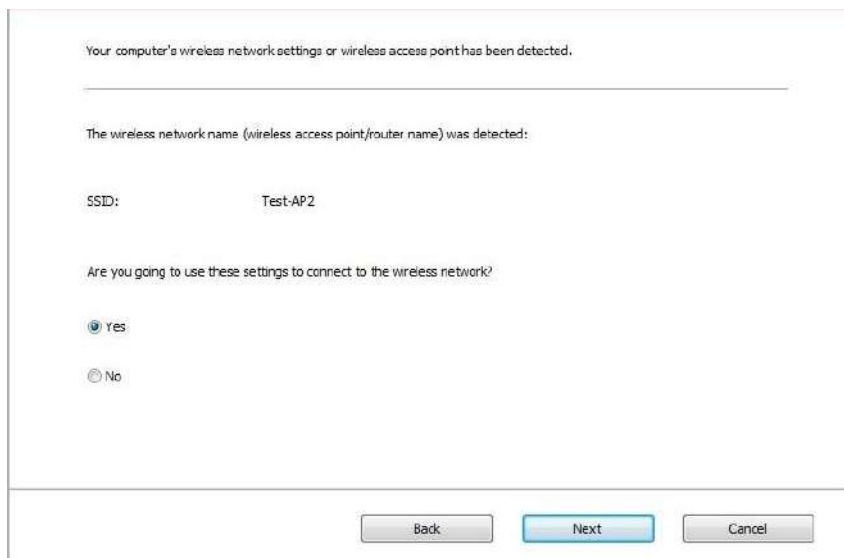 Your computer's wireless network settings or wireless access point has been detected.
The wireless network name (wireless access point/router name) was detected:
SSID: Test-AP2
Are you going to use these settings to connect to the wireless network?
Yes
No
Back Next Cancel